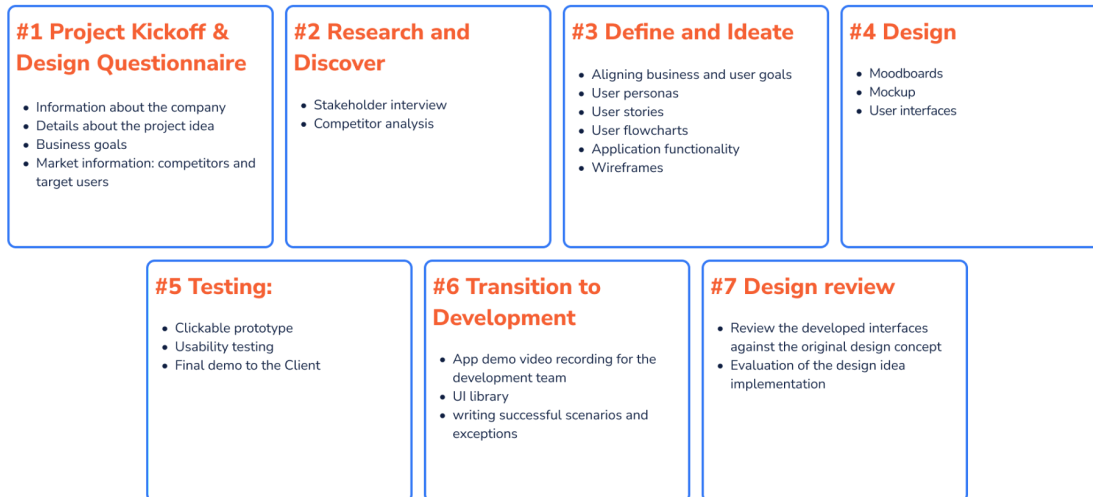 #1 Project Kickoff &
Design Questionnaire
• Information about the company
• Details about the project idea
• Business goals
• Market information: competitors and
target users
#2 Research and
Discover
• Stakeholder interview
• Competitor analysis
#3 Define and Ideate
• Aligning business and user goals
• User personas
• User stories
• User flowcharts
• Application functionality
• Wireframes
#4 Design
• Moodboards
• Mockup
• User interfaces
#5 Testing:
• Clickable prototype
• Usability testing
• Final demo to the Client
#6 Transition to
Development
• App demo video recording for the
development team
• UI library
• writing successful scenarios and
exceptions
#7 Design review
• Review the developed interfaces
against the original design concept
• Evaluation of the design idea
implementation